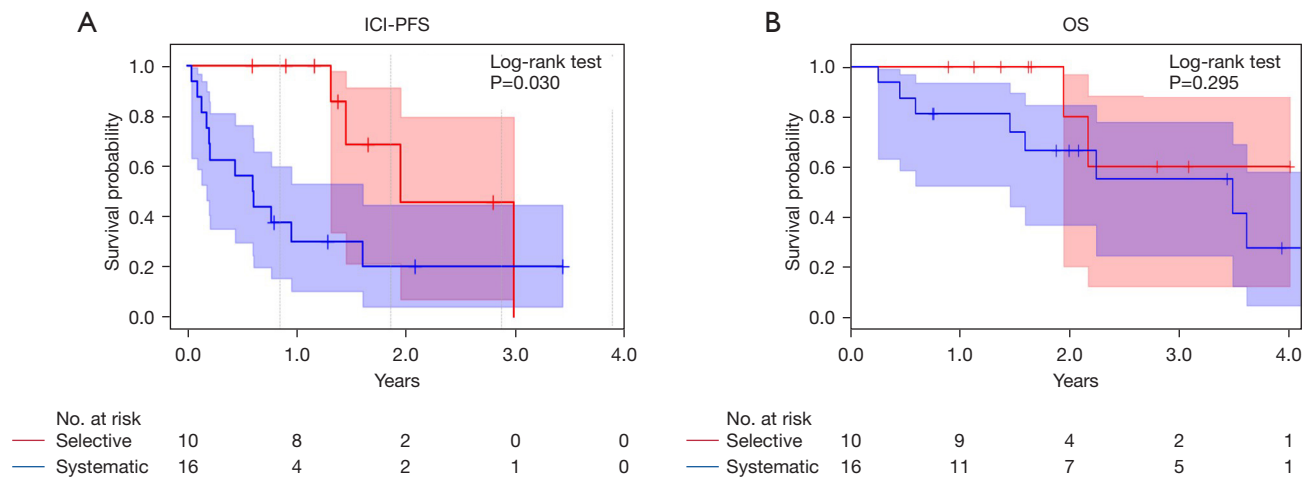 A
ICI-PFS
Log-rank test
P=0.030
Survival probability
1.0
0.8
0.6
0.4
0.2
0.0
0.0 1.0 2.0 3.0 4.0
Years
No. at risk
Selective 10 8 2 0 0
Systematic 16 4 2 1 0
B
OS
Log-rank test
P=0.295
Survival probability
1.0
0.8
0.6
0.4
0.2
0.0
0.0 1.0 2.0 3.0 4.0
Years
No. at risk
Selective 10 9 4 2 1
Systematic 16 11 7 5 1